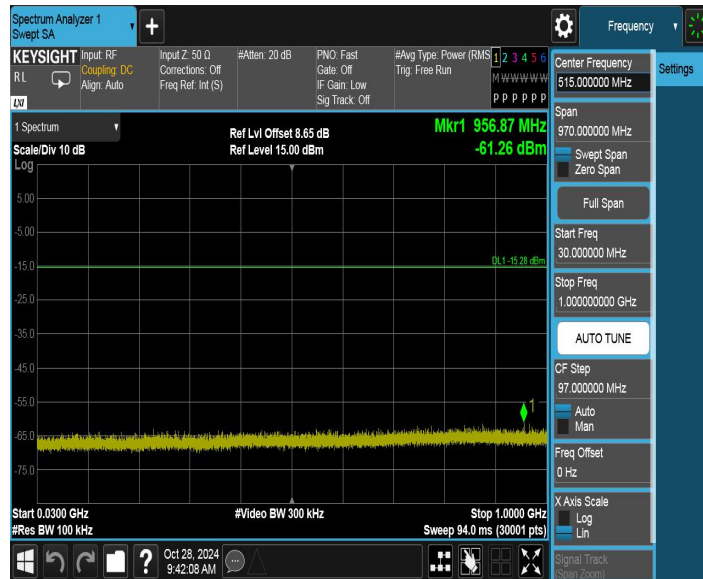 Spectrum Analyzer 1
Swept SA
+
Frequency
KEYSIGHT
RL
LXI
Input: RF
Coupling: DC
Align: Auto
Input Z: 50 Ω
Corrections: Off
Freq Ref: Int (S)
#Atten: 20 dB
PNO: Fast
Gate: Off
IF Gain: Low
Sig Track: Off
#Avg Type: Power (RMS
Trig: Free Run
1 2 3 4 5 6
M W W W W W
P P P P P P
1 Spectrum
Scale/Div 10 dB
Log
Ref Lvl Offset 8.65 dB
Ref Level 15.00 dBm
Mkr1 956.87 MHz
-61.26 dBm
5.00
-5.00
-15.0
DL1 -15.28 dBm
-25.0
-35.0
-45.0
-55.0
1
-65.0
-75.0
Start 0.0300 GHz
#Res BW 100 kHz
#Video BW 300 kHz
Stop 1.0000 GHz
Sweep 94.0 ms (30001 pts)
Center Frequency
515.000000 MHz
Settings
Span
970.000000 MHz
Swept Span
Zero Span
Full Span
Start Freq
30.000000 MHz
Stop Freq
1.000000000 GHz
AUTO TUNE
CF Step
97.000000 MHz
Auto
Man
Freq Offset
0 Hz
X Axis Scale
Log
Lin
Signal Track
(Span Zoom)
?
Oct 28, 2024
9:42:08 AM